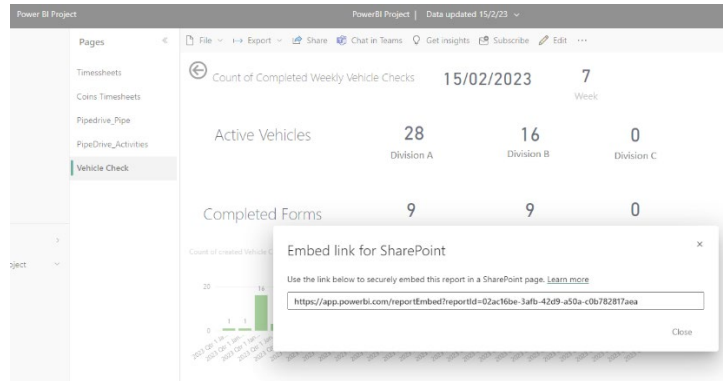 Power BI Project
PowerBI Project | Data updated 15/2/23
Pages
File Export Share Chat in Teams Get insights Subscribe Edit ...
Timessheets
Coins Timesheets
Pipedrive_Pipe
PipeDrive_Activities
Vehicle Check
Count of Completed Weekly Vehicle Checks 15/02/2023 7
Week
Active Vehicles 28 16 0
Division A Division B Division C
Completed Forms 9 9 0
oject
Embed link for SharePoint
Use the link below to securely embed this report in a SharePoint page. Learn more
https://app.powerbi.com/reportEmbed?reportId=02ac16be-3afb-42d9-a50a-c0b782817aea
Close
20
16
1 1
0